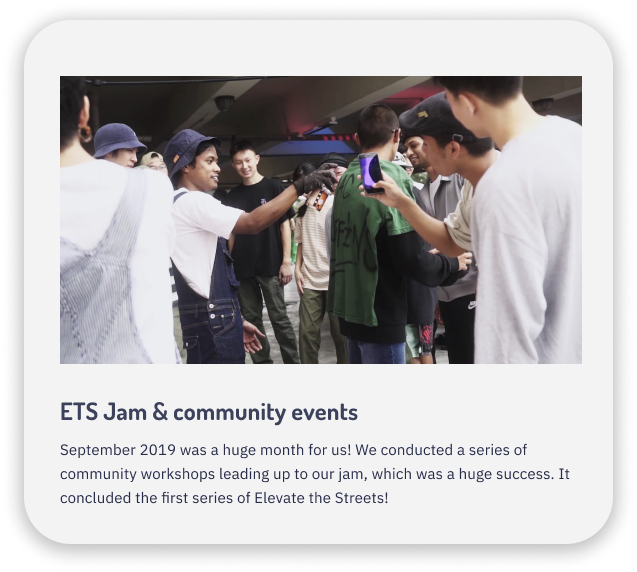 ETS Jam & community events
September 2019 was a huge month for us! We conducted a series of
community workshops leading up to our jam, which was a huge success. It
concluded the first series of Elevate the Streets!